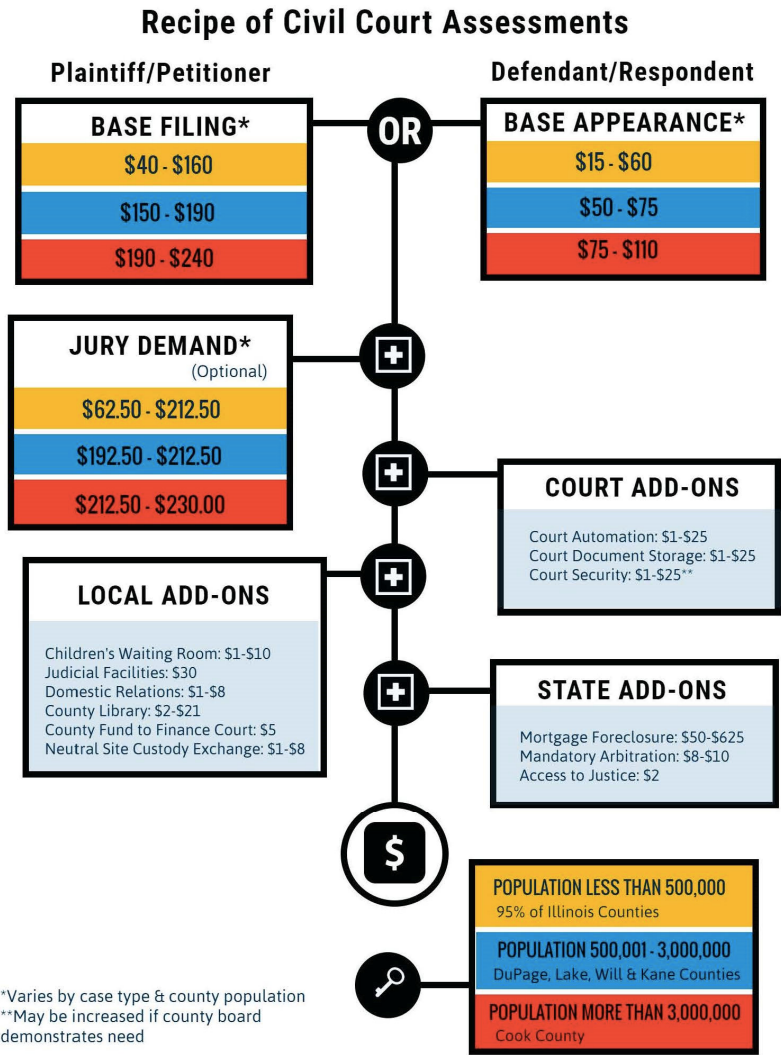 Recipe of Civil Court Assessments
Plaintiff/Petitioner
Defendant/Respondent
BASE FILING*
$40 - $160
$150 - $190
$190 - $240
OR
BASE APPEARANCE*
$15 - $60
$50 - $75
$75 - $110
JURY DEMAND*
(Optional)
$62.50 - $212.50
$192.50 - $212.50
$212.50 - $230.00
COURT ADD-ONS
Court Automation: $1-$25
Court Document Storage: $1-$25
Court Security: $1-$25**
LOCAL ADD-ONS
Children's Waiting Room: $1-$10
Judicial Facilities: $30
Domestic Relations: $1-$8
County Library: $2-$21
County Fund to Finance Court: $5
Neutral Site Custody Exchange: $1-$8
STATE ADD-ONS
Mortgage Foreclosure: $50-$625
Mandatory Arbitration: $8-$10
Access to Justice: $2
$
POPULATION LESS THAN 500,000
95% of Illinois Counties
POPULATION 500,001 - 3,000,000
DuPage, Lake, Will & Kane Counties
POPULATION MORE THAN 3,000,000
Cook County
*Varies by case type & county population
**May be increased if county board
demonstrates need